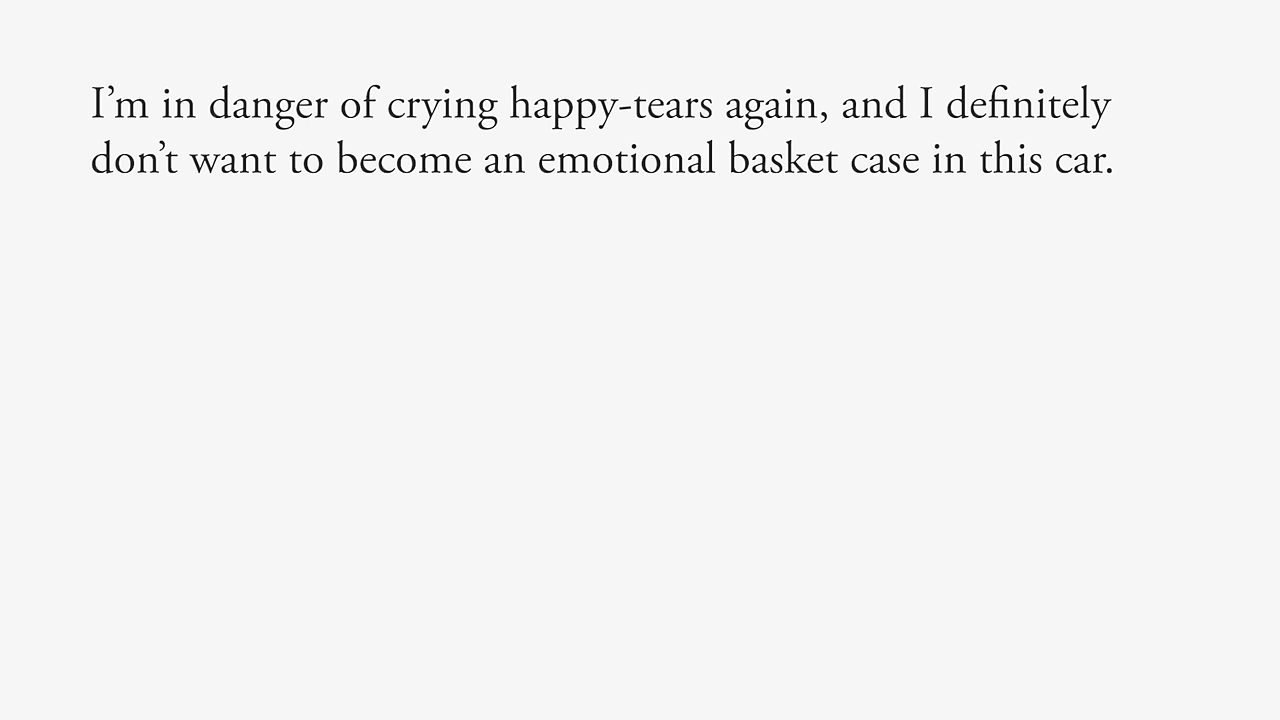 I’m in danger of crying happy-tears again, and I definitely
don’t want to become an emotional basket case in this car.